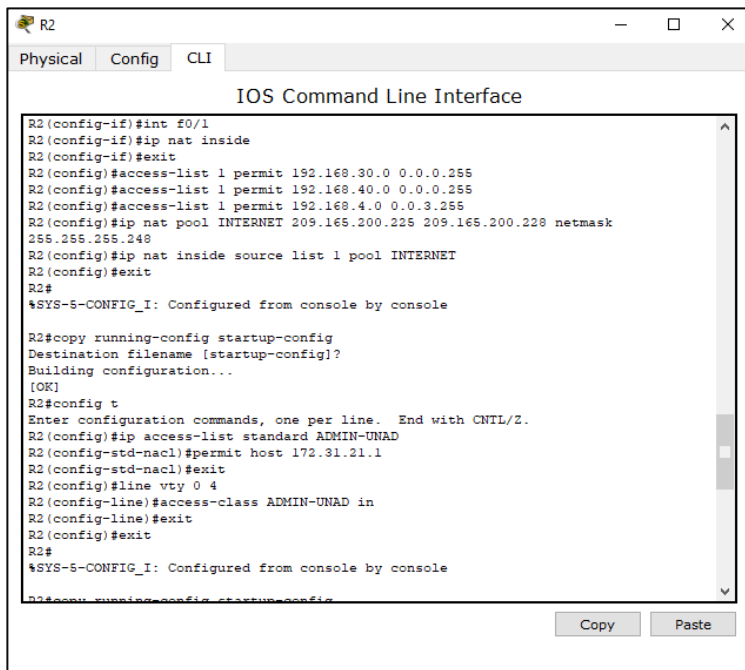 R2
Physical Config CLI
IOS Command Line Interface
R2(config-if)#int f0/1
R2(config-if)#ip nat inside
R2(config-if)#exit
R2(config)#access-list 1 permit 192.168.30.0 0.0.0.255
R2(config)#access-list 1 permit 192.168.40.0 0.0.0.255
R2(config)#access-list 1 permit 192.168.4.0 0.0.3.255
R2(config)#ip nat pool INTERNET 209.165.200.225 209.165.200.228 netmask
255.255.255.248
R2(config)#ip nat inside source list 1 pool INTERNET
R2(config)#exit
R2#
%SYS-5-CONFIG_I: Configured from console by console
R2#copy running-config startup-config
Destination filename [startup-config]?
Building configuration...
[OK]
R2#config t
Enter configuration commands, one per line.  End with CNTL/Z.
R2(config)#ip access-list standard ADMIN-UNAD
R2(config-std-nacl)#permit host 172.31.21.1
R2(config-std-nacl)#exit
R2(config)#line vty 0 4
R2(config-line)#access-class ADMIN-UNAD in
R2(config-line)#exit
R2(config)#exit
R2#
%SYS-5-CONFIG_I: Configured from console by console
R2#copy running-config startup-config
Copy Paste